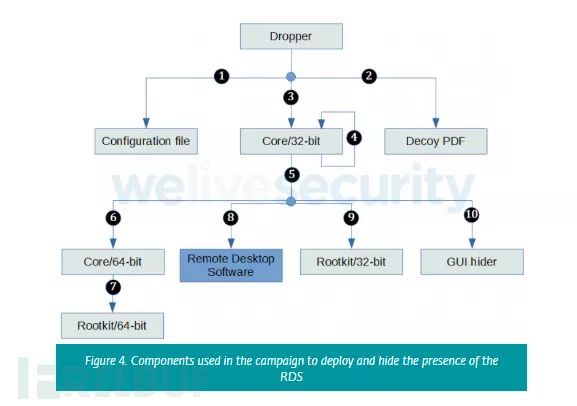 Dropper
1
2
3
Configuration file
Core/32-bit
4
Decoy PDF
5
welivesecurity
6
8
9
10
Core/64-bit
Remote Desktop
Software
Rootkit/32-bit
GUI hider
7
Rootkit/64-bit
Figure 4. Components used in the campaign to deploy and hide the presence of the
RDS
FREEBUF